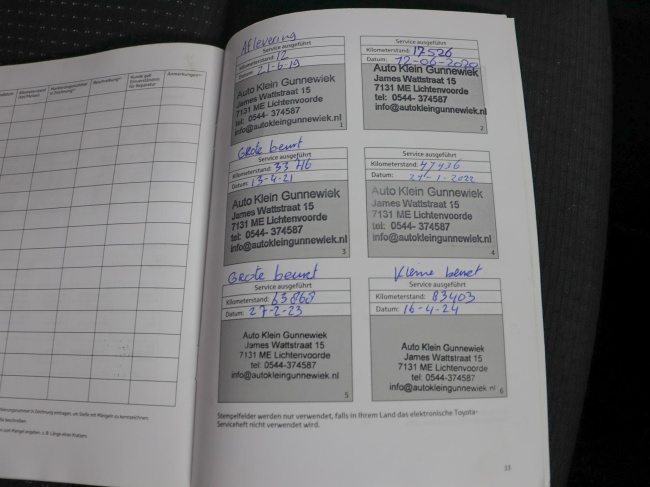 Aflevering
Service ausgeführt
Kilometerstand: 12
Datum: 21-6-19
Auto Klein Gunnewiek
James Wattstraat 15
7131 ME Lichtenvoorde
tel: 0544- 374587
info@autokleingunnewiek.nl
1
Service ausgeführt
Kilometerstand: 17526
Datum: 12-06-2020
Auto Klein Gunnewiek
James Wattstraat 15
7131 ME Lichtenvoorde
tel: 0544- 374587
info@autokleingunnewiek.nl
2
Grote beurt
Service ausgeführt
Kilometerstand: 33746
Datum: 13-4-21
Auto Klein Gunnewiek
James Wattstraat 15
7131 ME Lichtenvoorde
tel: 0544- 374587
info@autokleingunnewiek.nl
3
Service ausgeführt
Kilometerstand: 47436
Datum: 27-1-2022
Auto Klein Gunnewiek
James Wattstraat 15
7131 ME Lichtenvoorde
tel: 0544- 374587
info@autokleingunnewiek.nl
4
Grote beurt
Service ausgeführt
Kilometerstand: 63868
Datum: 27-2-23
Auto Klein Gunnewiek
James Wattstraat 15
7131 ME Lichtenvoorde
tel: 0544-374587
info@autokleingunnewiek.nl
5
Kleine beurt
Service ausgeführt
Kilometerstand: 83403
Datum: 16-4-24
Auto Klein Gunnewiek
James Wattstraat 15
7131 ME Lichtenvoorde
tel: 0544-374587
info@autokleingunnewiek.nl
6
Stempelfelder werden nur verwendet, falls in Ihrem Land das elektronische Toyota-
Serviceheft nicht verwendet wird.
33